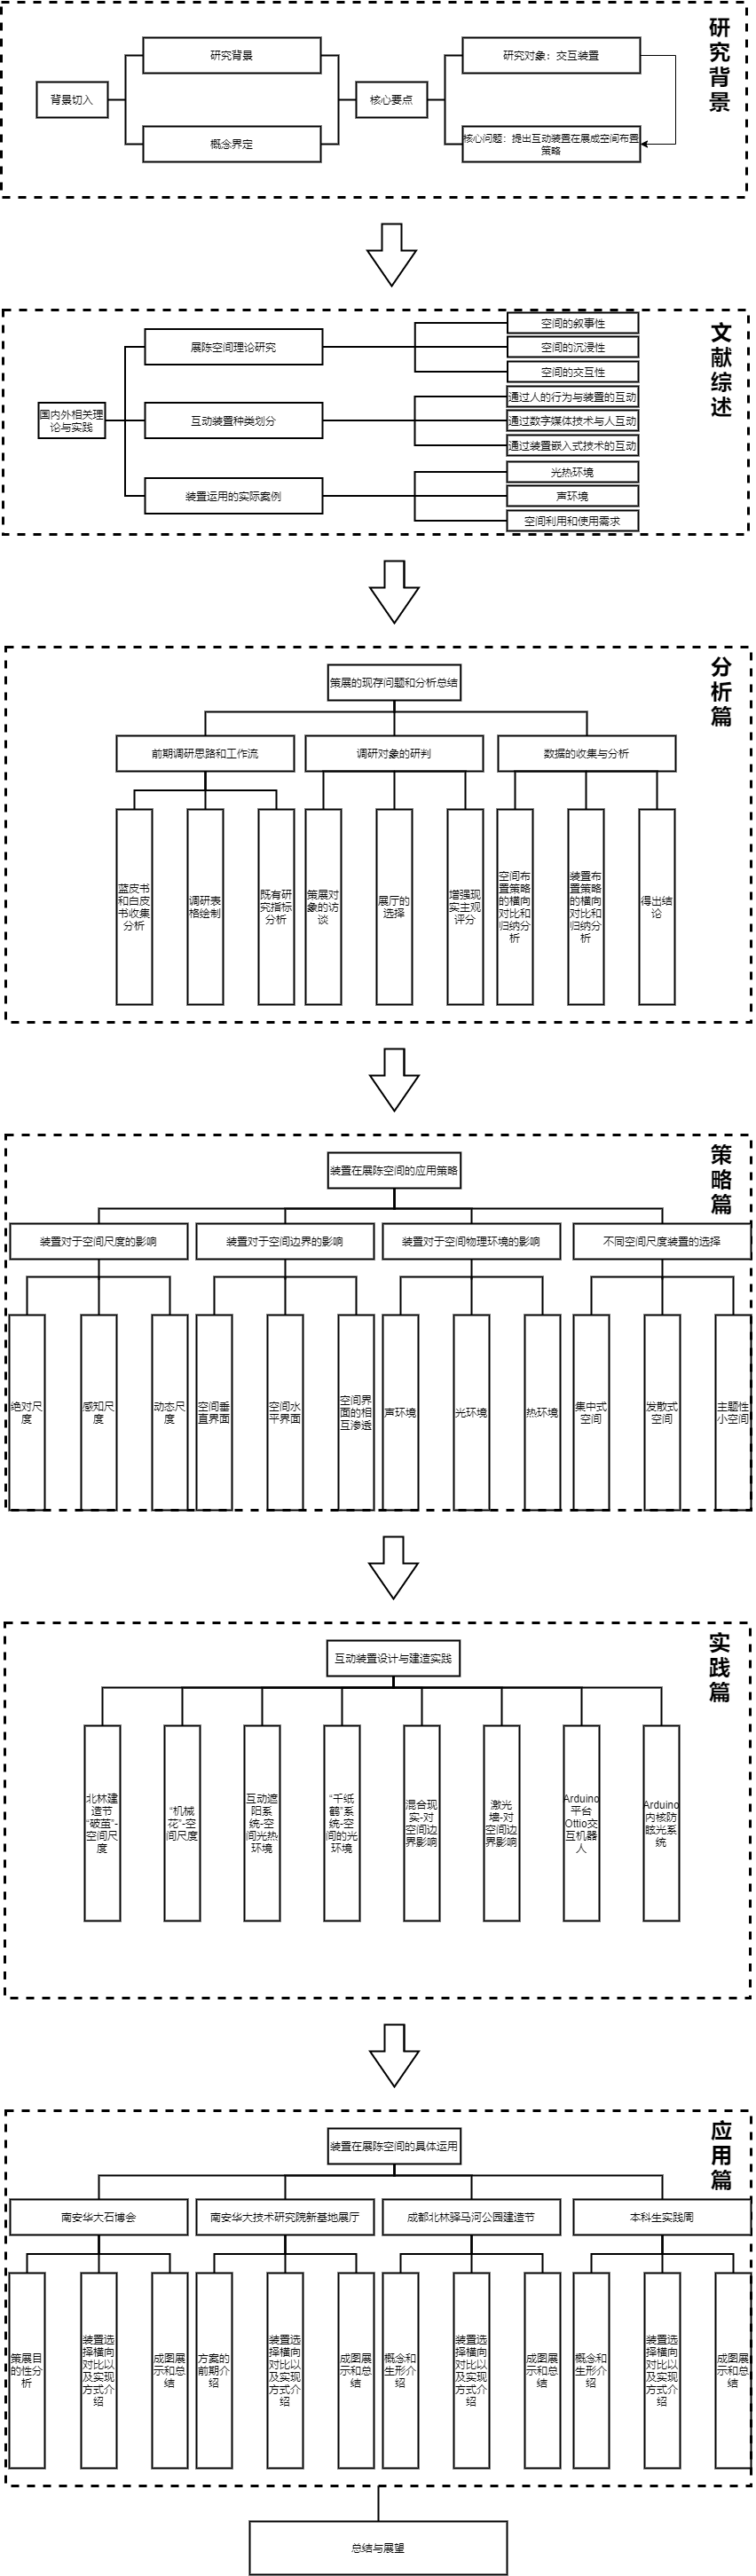 研究背景
背景切入
研究背景
概念界定
核心要点
研究对象：交互装置
核心问题：提出互动装置在展成空间布置
策略
文献综述
国内外相关理
论与实践
展陈空间理论研究
空间的叙事性
空间的沉浸性
空间的交互性
互动装置种类划分
通过人的行为与装置的互动
通过数字媒体技术与人互动
通过装置嵌入式技术的互动
装置运用的实际案例
光热环境
声环境
空间利用和使用需求
分析篇
策展的现存问题和分析总结
前期调研思路和工作流
调研对象的研判
数据的收集与分析
蓝皮书
和白皮
书收集
分析
调研表
格绘制
既有研
究指标
分析
策展对
象的访
谈
展厅的
选择
增强现
实主观
评分
空间布
置策略
的横向
对比和
归纳分
析
装置布
置策略
的横向
对比和
归纳分
析
得出结
论
策略篇
装置在展陈空间的应用策略
装置对于空间尺度的影响
装置对于空间边界的影响
装置对于空间物理环境的影响
不同空间尺度装置的选择
绝对尺
度
感知尺
度
动态尺
度
空间垂
直界面
空间水
平界面
空间界
面的相
互渗透
声环境
光环境
热环境
集中式
空间
发散式
空间
主题性
小空间
实践篇
互动装置设计与建造实践
北林建
造节
“破茧”-
空间尺
度
“机械
花”-空
间尺度
互动遮
阳系
统-空
间光热
环境
“千纸
鹤”系
统-空
间的光
环境
混合现
实-对
空间边
界影响
激光
墙-对
空间边
界影响
Arduino
平台
Ottio交
互机器
人
Arduino
内核防
眩光系
统
应用篇
装置在展陈空间的具体运用
南安华大石博会
南安华大技术研究院新基地展厅
成都北林驿马河公园建造节
本科生实践周
策展目
的性分
析
装置选
择横向
对比以
及实现
方式介
绍
成图展
示和总
结
方案的
前期介
绍
装置选
择横向
对比以
及实现
方式介
绍
成图展
示和总
结
概念和
生形介
绍
装置选
择横向
对比以
及实现
方式介
绍
成图展
示和总
结
概念和
生形介
绍
装置选
择横向
对比以
及实现
方式介
绍
成图展
示和总
结
总结与展望